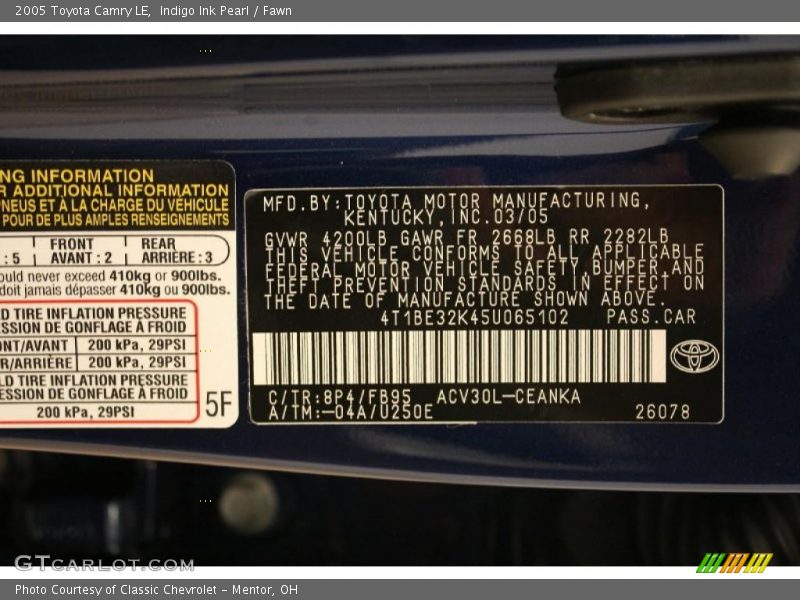 2005 Toyota Camry LE, Indigo Ink Pearl / Fawn
NG INFORMATION
R ADDITIONAL INFORMATION
PNEUS ET À LA CHARGE DU VÉHICULE
POUR DE PLUS AMPLES RENSEIGNEMENTS
: 5 FRONT AVANT : 2 REAR ARRIÈRE : 3
ould never exceed 410kg or 900lbs.
doit jamais dépasser 410kg ou 900lbs.
D TIRE INFLATION PRESSURE
ESSION DE GONFLAGE À FROID
ONT/AVANT 200 kPa, 29PSI
R/ARRIÈRE 200 kPa, 29PSI
LD TIRE INFLATION PRESSURE
ESSION DE GONFLAGE À FROID
200 kPa, 29PSI
5F
MFD.BY:TOYOTA MOTOR MANUFACTURING,
KENTUCKY,INC.03/05
GVWR 4200LB GAWR FR 2668LB RR 2282LB
THIS VEHICLE CONFORMS TO ALL APPLICABLE
FEDERAL MOTOR VEHICLE SAFETY,BUMPER,AND
THEFT PREVENTION STANDARDS IN EFFECT ON
THE DATE OF MANUFACTURE SHOWN ABOVE.
4T1BE32K45U065102 PASS.CAR
C/TR:8P4/FB95 ACV30L-CEANKA
A/TM:-04A/U250E 26078
GTCARLOT.COM
Photo Courtesy of Classic Chevrolet - Mentor, OH